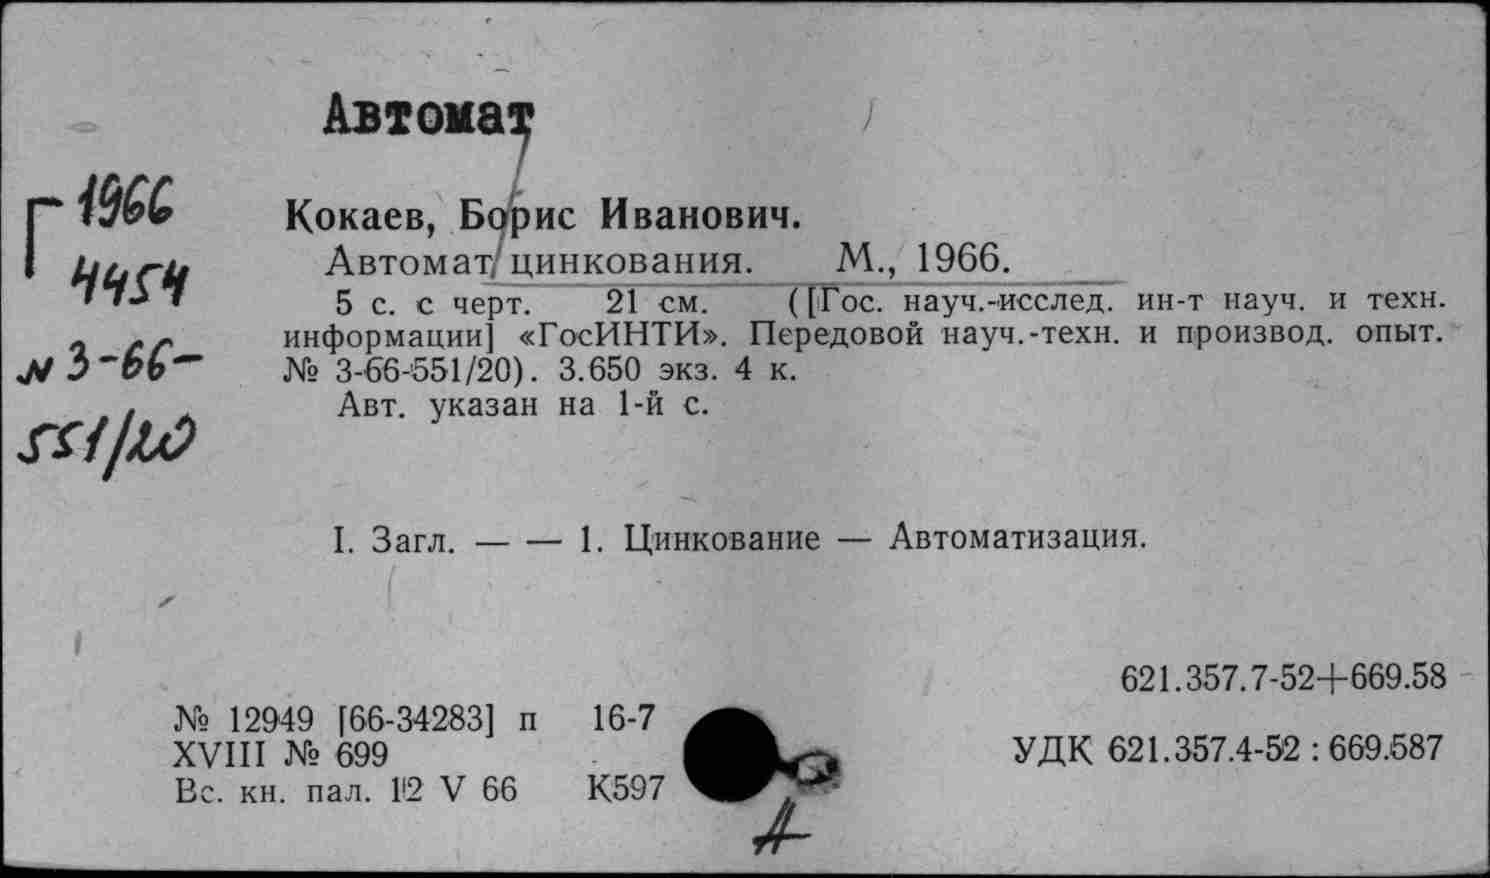 Автомат
Г 1966
4454
№ 3-66-
551/20
Кокаев, Борис Иванович.
Автомат цинкования. М., 1966.
5 с. с черт. 21 см. ([Гос. науч.-исслед. ин-т науч. и техн.
информации] «ГосИНТИ». Передовой науч.-техн. и производ. опыт.
№ 3-66-551/20). 3.650 экз. 4 к.
Авт. указан на 1-й с.
I. Загл. — — 1. Цинкование — Автоматизация.
621.357.7-52+669.58
№ 12949 [66-34283] п 16-7
XVIII № 699
УДК 621.357.4-52 : 669.587
Вс. кн. пал. 12 V 66 К597